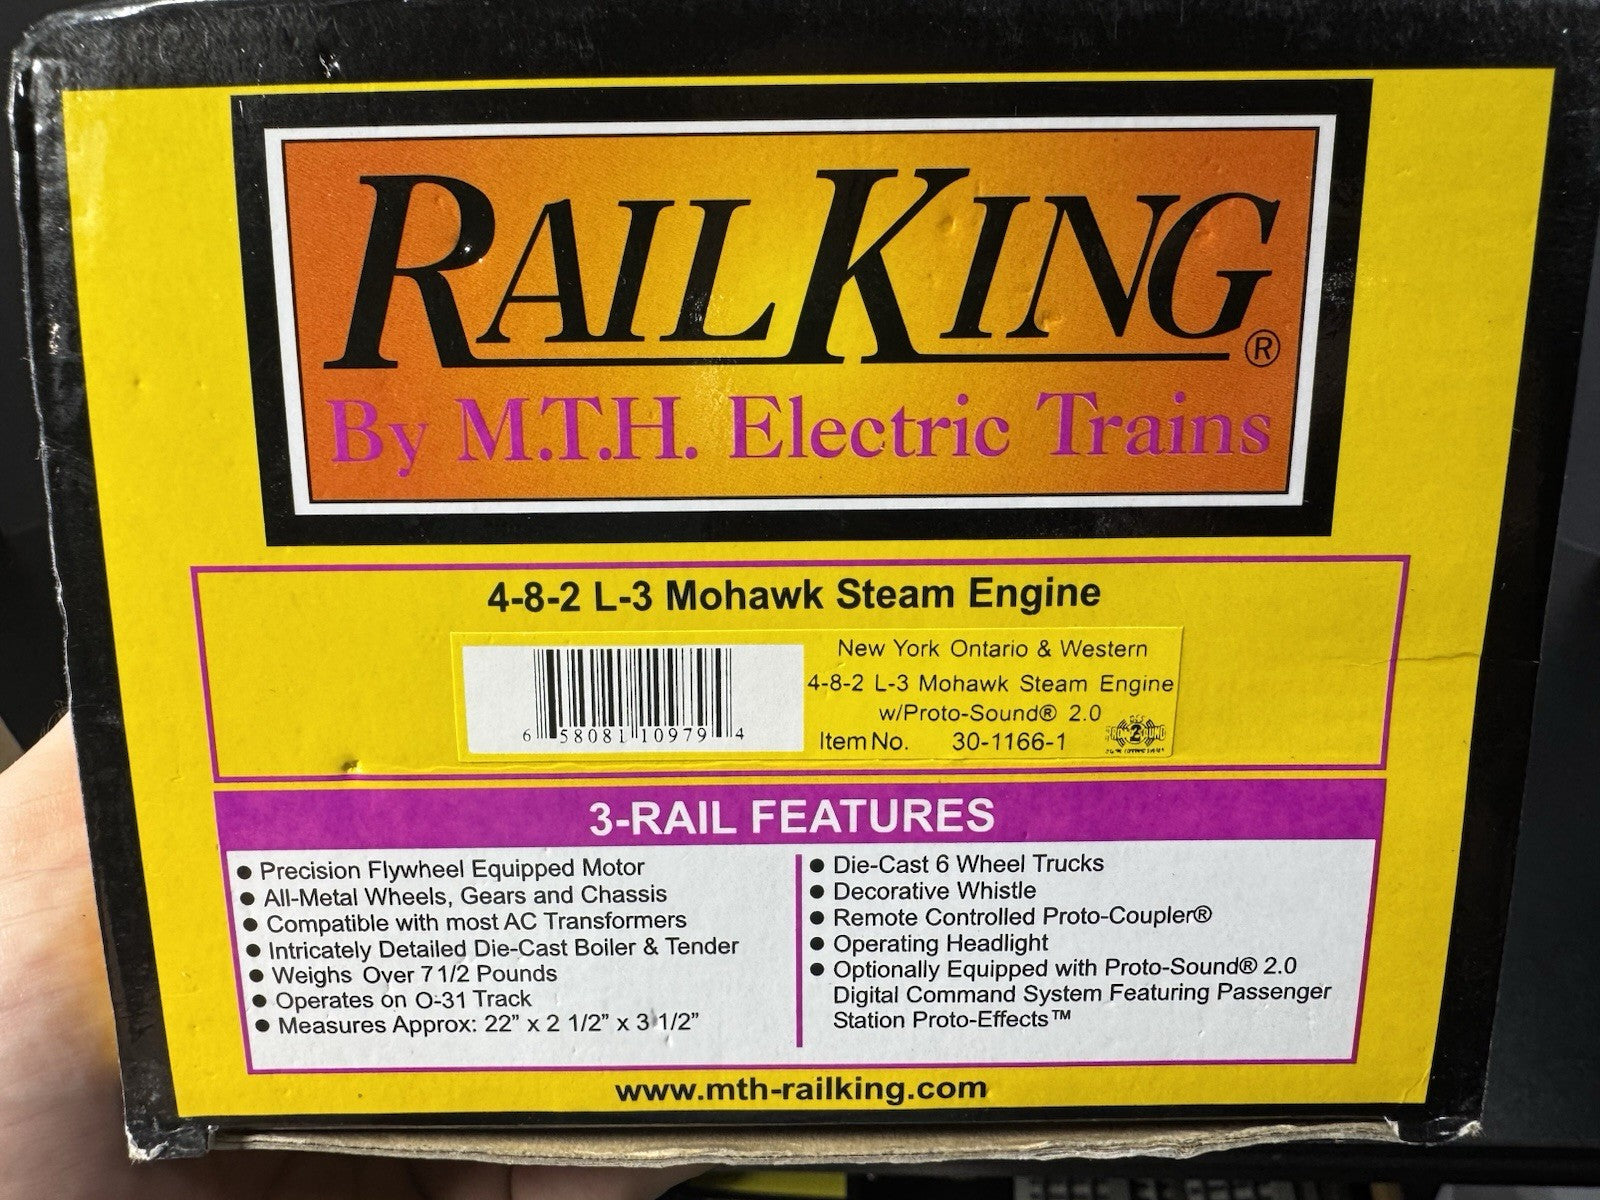 RAILKING®
By M.T.H. Electric Trains
4-8-2 L-3 Mohawk Steam Engine
New York Ontario & Western
4-8-2 L-3 Mohawk Steam Engine
w/Proto-Sound® 2.0
Item No. 30-1166-1
6 58081 10979 4
3-RAIL FEATURES
● Precision Flywheel Equipped Motor
● All-Metal Wheels, Gears and Chassis
● Compatible with most AC Transformers
● Intricately Detailed Die-Cast Boiler & Tender
● Weighs Over 7 1/2 Pounds
● Operates on O-31 Track
● Measures Approx: 22” x 2 1/2” x 3 1/2”
● Die-Cast 6 Wheel Trucks
● Decorative Whistle
● Remote Controlled Proto-Coupler®
● Operating Headlight
● Optionally Equipped with Proto-Sound® 2.0
Digital Command System Featuring Passenger
Station Proto-Effects™
www.mth-railking.com